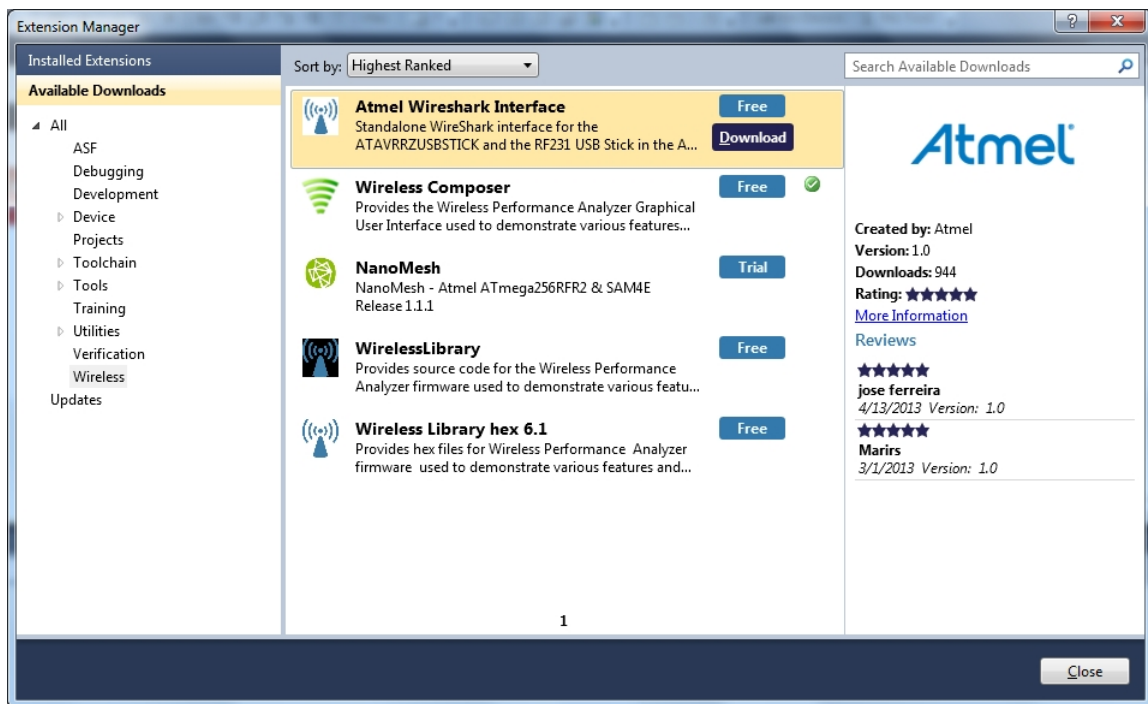 Extension Manager
?
X
Installed Extensions
Available Downloads
All
ASF
Debugging
Development
Device
Projects
Toolchain
Tools
Training
Utilities
Verification
Wireless
Updates
Sort by: Highest Ranked
Search Available Downloads
Atmel Wireshark Interface
Free
Standalone WireShark interface for the
ATAVRRZUSBSTICK and the RF231 USB Stick in the A...
Download
Wireless Composer
Free
Provides the Wireless Performance Analyzer Graphical
User Interface used to demonstrate various features...
NanoMesh
Trial
NanoMesh - Atmel ATmega256RFR2 & SAM4E
Release 1.1.1
WirelessLibrary
Free
Provides source code for the Wireless Performance
Analyzer firmware used to demonstrate various featu...
Wireless Library hex 6.1
Free
Provides hex files for Wireless Performance Analyzer
firmware used to demonstrate various features and...
1
Atmel
Created by: Atmel
Version: 1.0
Downloads: 944
Rating: ★★★★★
More Information
Reviews
★★★★★
jose ferreira
4/13/2013 Version: 1.0
★★★★★
Marirs
3/1/2013 Version: 1.0
Close